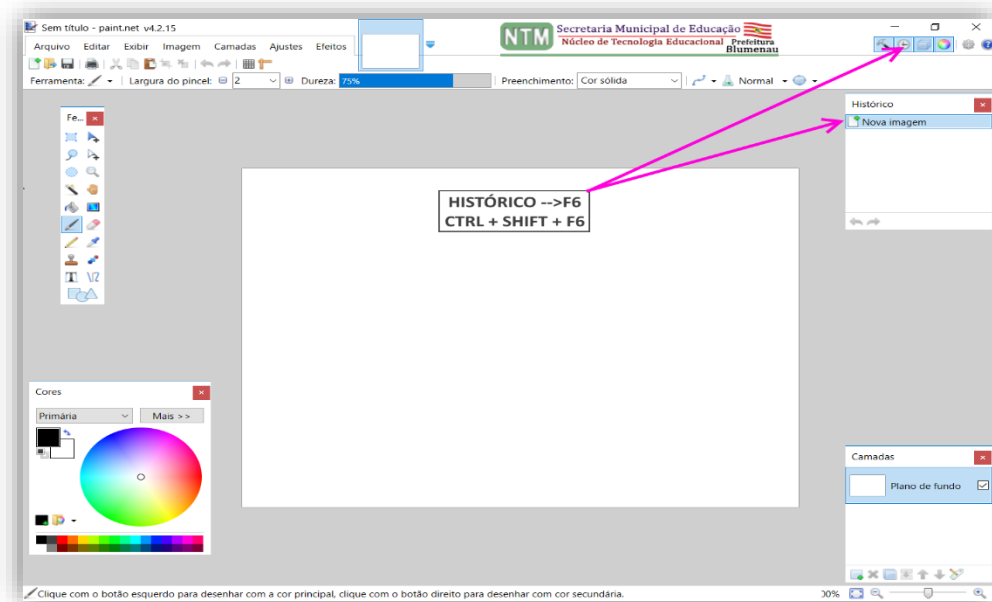 Sem título - paint.net v4.2.15
Arquivo Editar Exibir Imagem Camadas Ajustes Efeitos
NTM Secretaria Municipal de Educação
Núcleo de Tecnologia Educacional Prefeitura
Blumenau
Ferramenta: Largura do pincel: 2 Dureza: 75% Preenchimento: Cor sólida Normal
Fe...
Histórico
Nova imagem
HISTÓRICO -->F6
CTRL + SHIFT + F6
Cores
Primária Mais >>
Camadas
Plano de fundo
Clique com o botão esquerdo para desenhar com a cor principal, clique com o botão direito para desenhar com cor secundária.